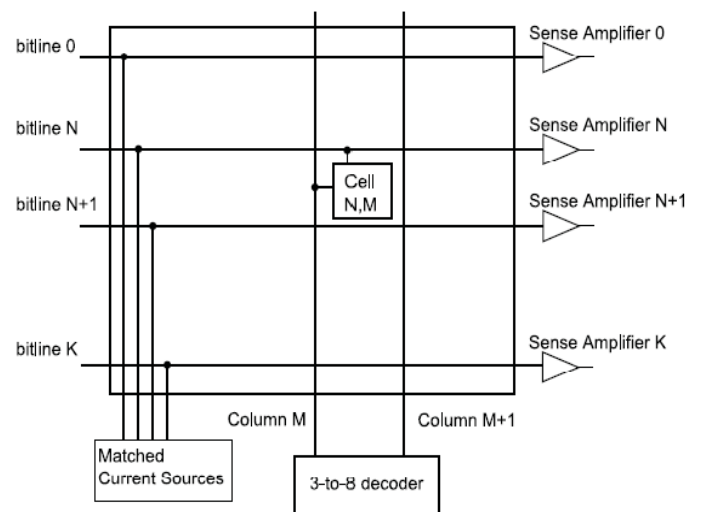 bitline 0
Sense Amplifier 0
bitline N
Sense Amplifier N
Cell
N,M
bitline N+1
Sense Amplifier N+1
bitline K
Sense Amplifier K
Column M
Column M+1
Matched
Current Sources
3-to-8 decoder